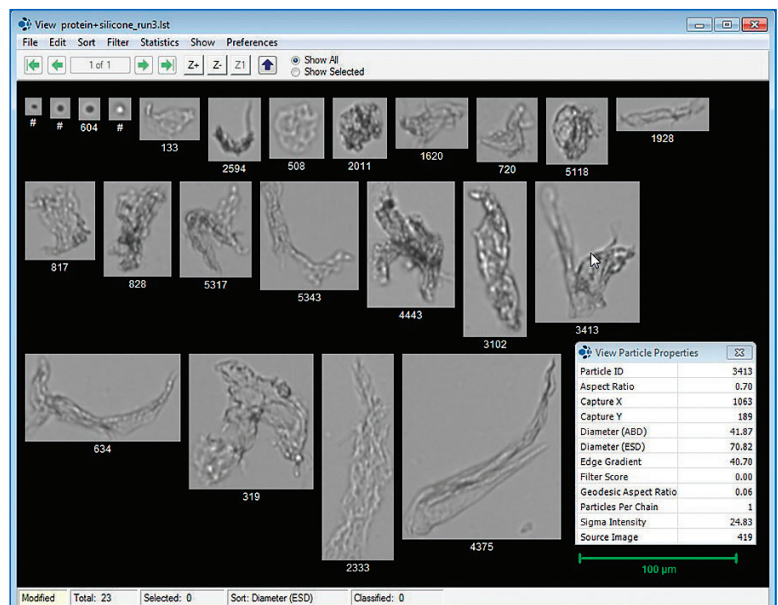 View protein+silicone_run3.lst
File Edit Sort Filter Statistics Show Preferences
1 of 1 Z+ Z- Z1 Show All
Show Selected
# # 604 # 133 2594 508 2011 1620 720 5118 1928
817 828 5317 5343 4443 3102 3413
View Particle Properties
Particle ID 3413
Aspect Ratio 0.70
Capture X 1063
Capture Y 189
Diameter (ABD) 41.87
Diameter (ESD) 70.82
Edge Gradient 40.70
Filter Score 0.00
Geodesic Aspect Ratio 0.06
Particles Per Chain 1
Sigma Intensity 24.83
Source Image 419
634 319 2333 4375
100 µm
Modified Total: 23 Selected: 0 Sort: Diameter (ESD) Classified: 0